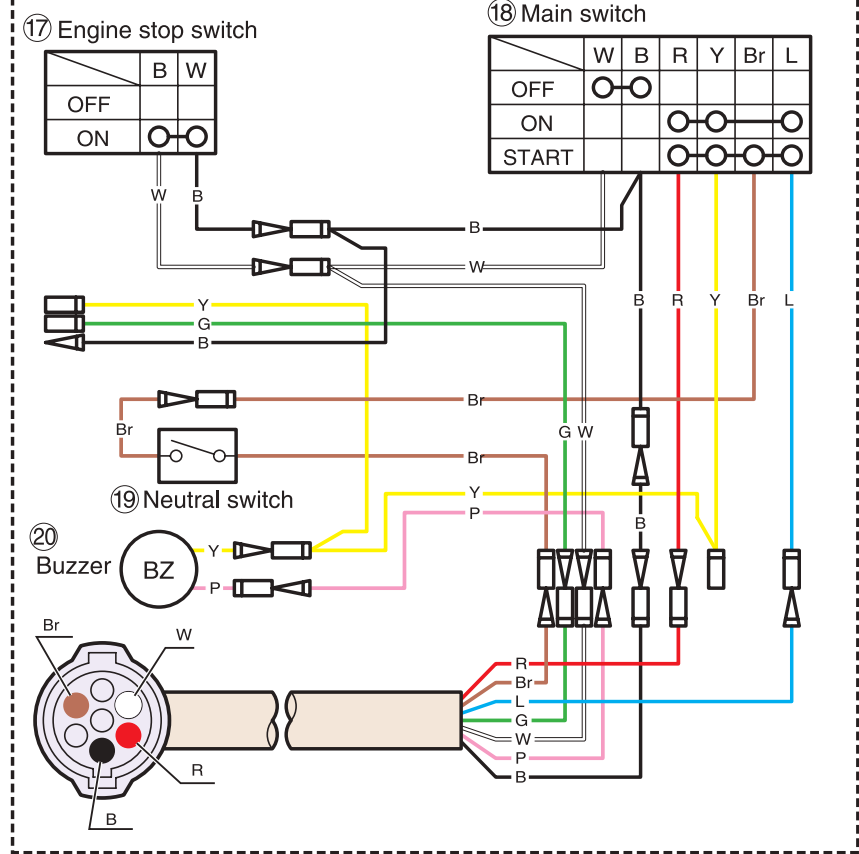 ⑰ Engine stop switch
B W
OFF
ON
⑱ Main switch
W B R Y Br L
OFF
ON
START
W B
B
W
Y
G
B
B R Y Br L
Br
Br
G W
Br
⑲ Neutral switch
Y
P
B
⑳
Buzzer
BZ
Y
P
Br
W
R
B
R
Br
L
G
W
P
B